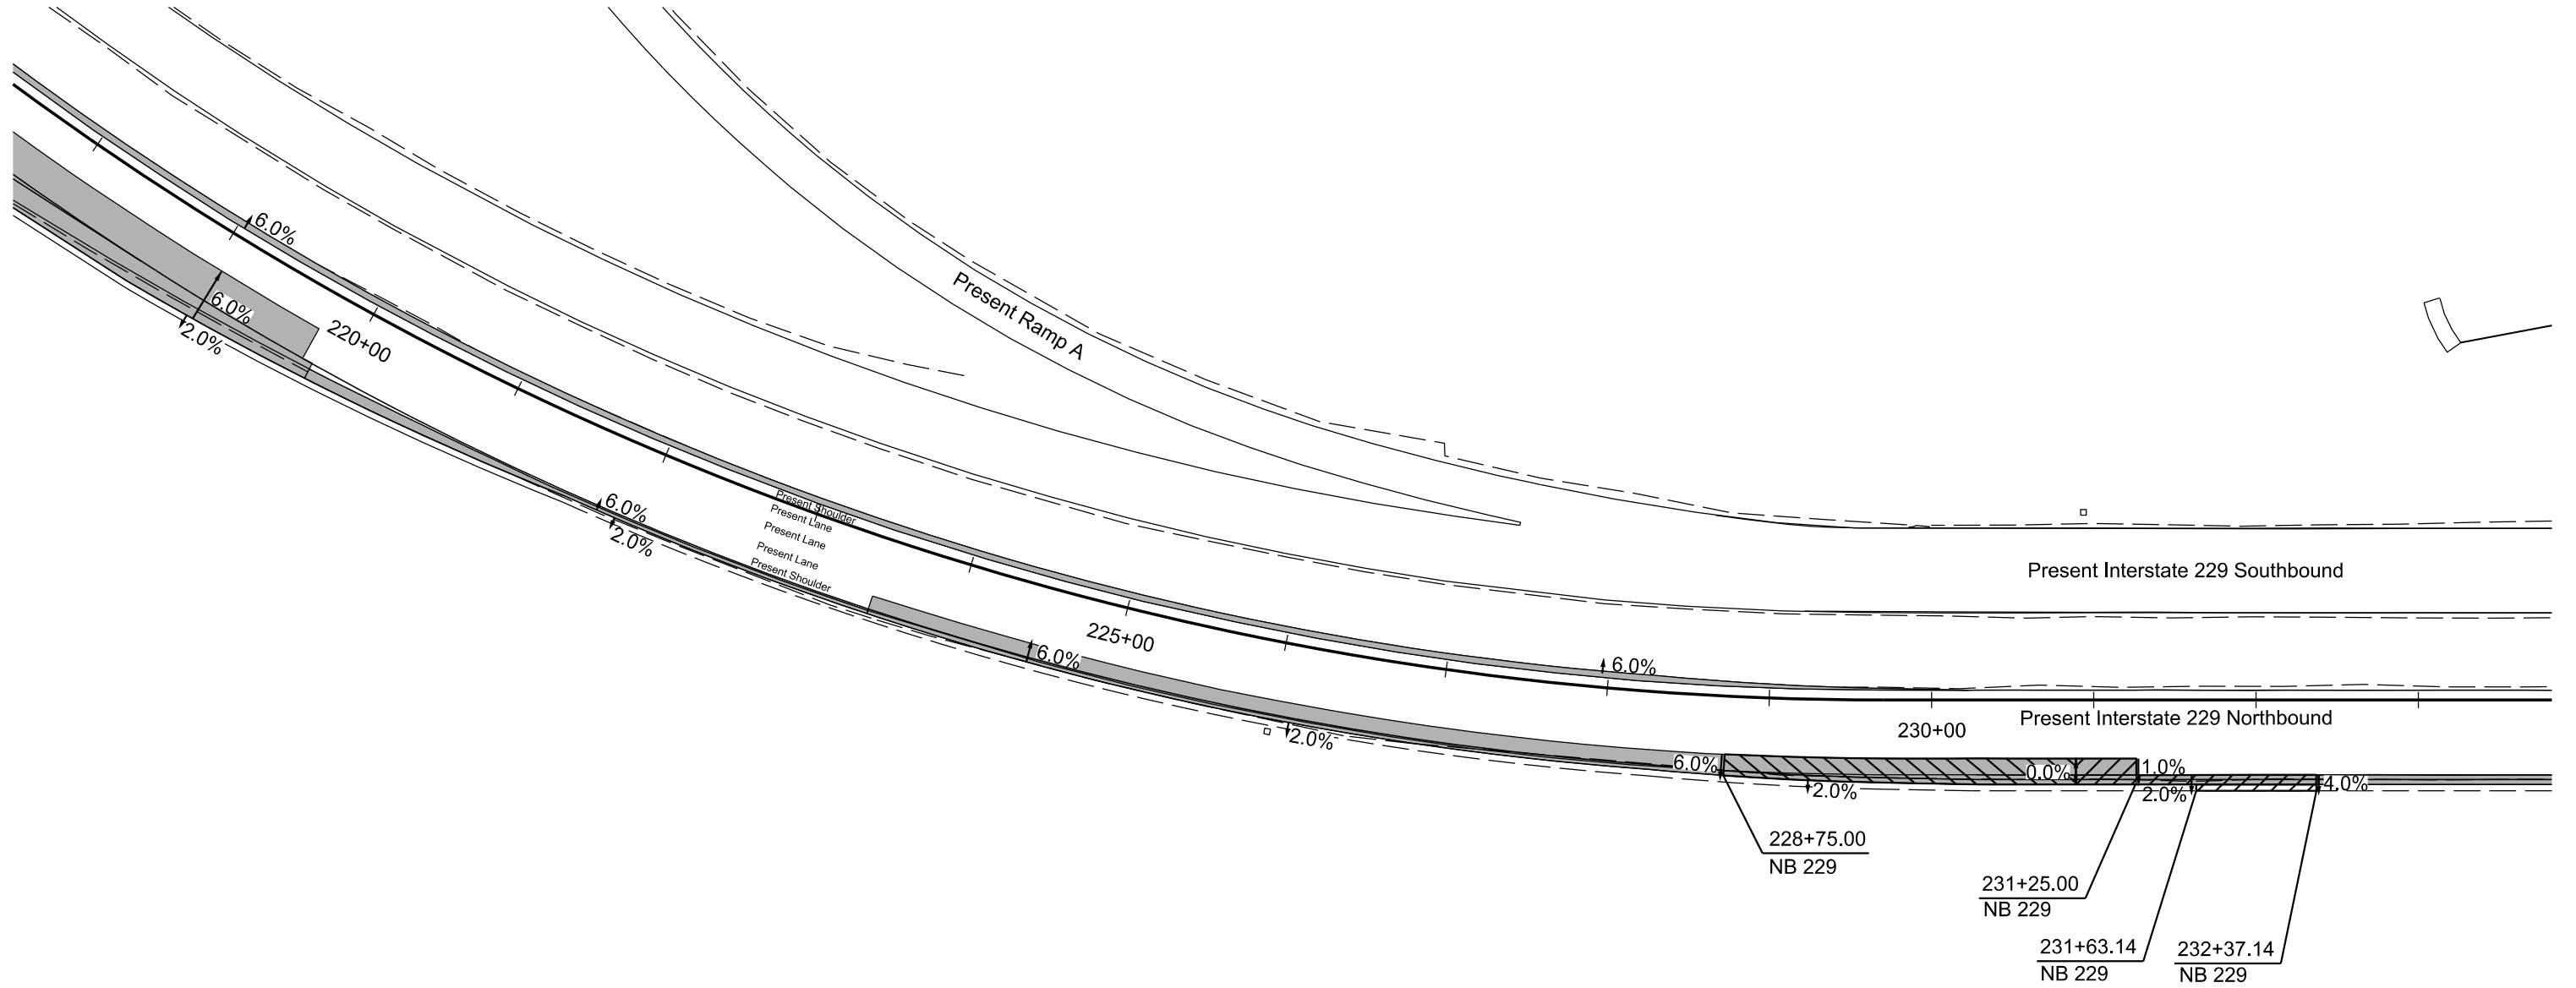 6.0%
6.0%
2.0%
220+00
Present Ramp A
6.0%
2.0%
Present Shoulder
Present Lane
Present Lane
Present Lane
Present Shoulder
225+00
6.0%
6.0%
2.0%
Present Interstate 229 Southbound
Present Interstate 229 Northbound
230+00
6.0%
2.0%
0.0%
1.0%
2.0%
4.0%
228+75.00
NB 229
231+25.00
NB 229
231+63.14
NB 229
232+37.14
NB 229